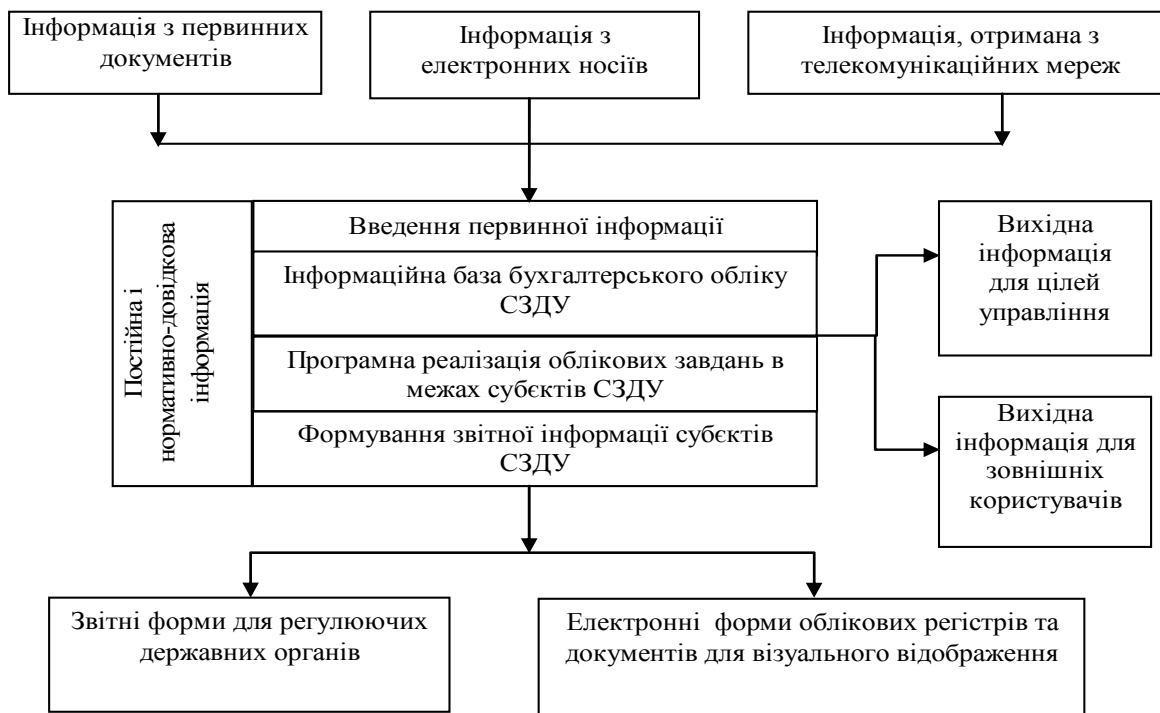 Інформація з первинних
документів
Інформація з
електронних носіїв
Інформація, отримана з
телекомунікаційних мереж
Постійна і
нормативно-довідкова
інформація
Введення первинної інформації
Інформаційна база бухгалтерського обліку
СЗДУ
Програмна реалізація облікових завдань в
межах субєктів СЗДУ
Формування звітної інформації субєктів
СЗДУ
Вихідна
інформація
для цілей
управління
Вихідна
інформація для
зовнішніх
користувачів
Звітні форми для регулюючих
державних органів
Електронні форми облікових регістрів та
документів для візуального відображення